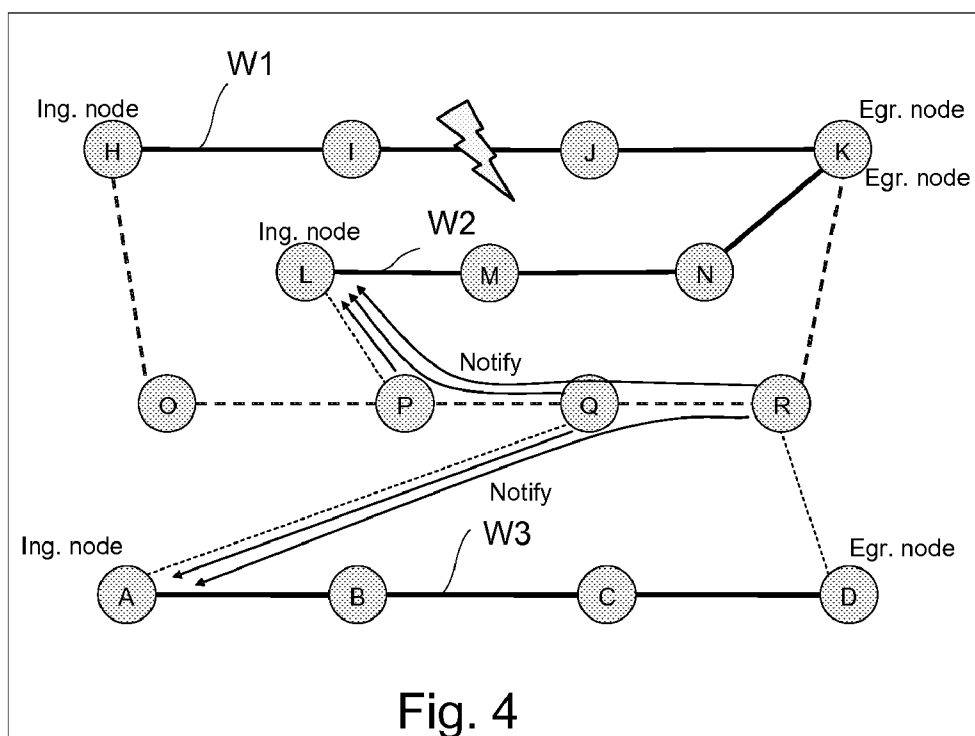 W1
Ing. node
Egr. node
H
I
J
K
Egr. node
Ing. node
W2
L
M
N
Notify
O
P
Q
R
Notify
Ing. node
W3
Egr. node
A
B
C
D
Fig. 4